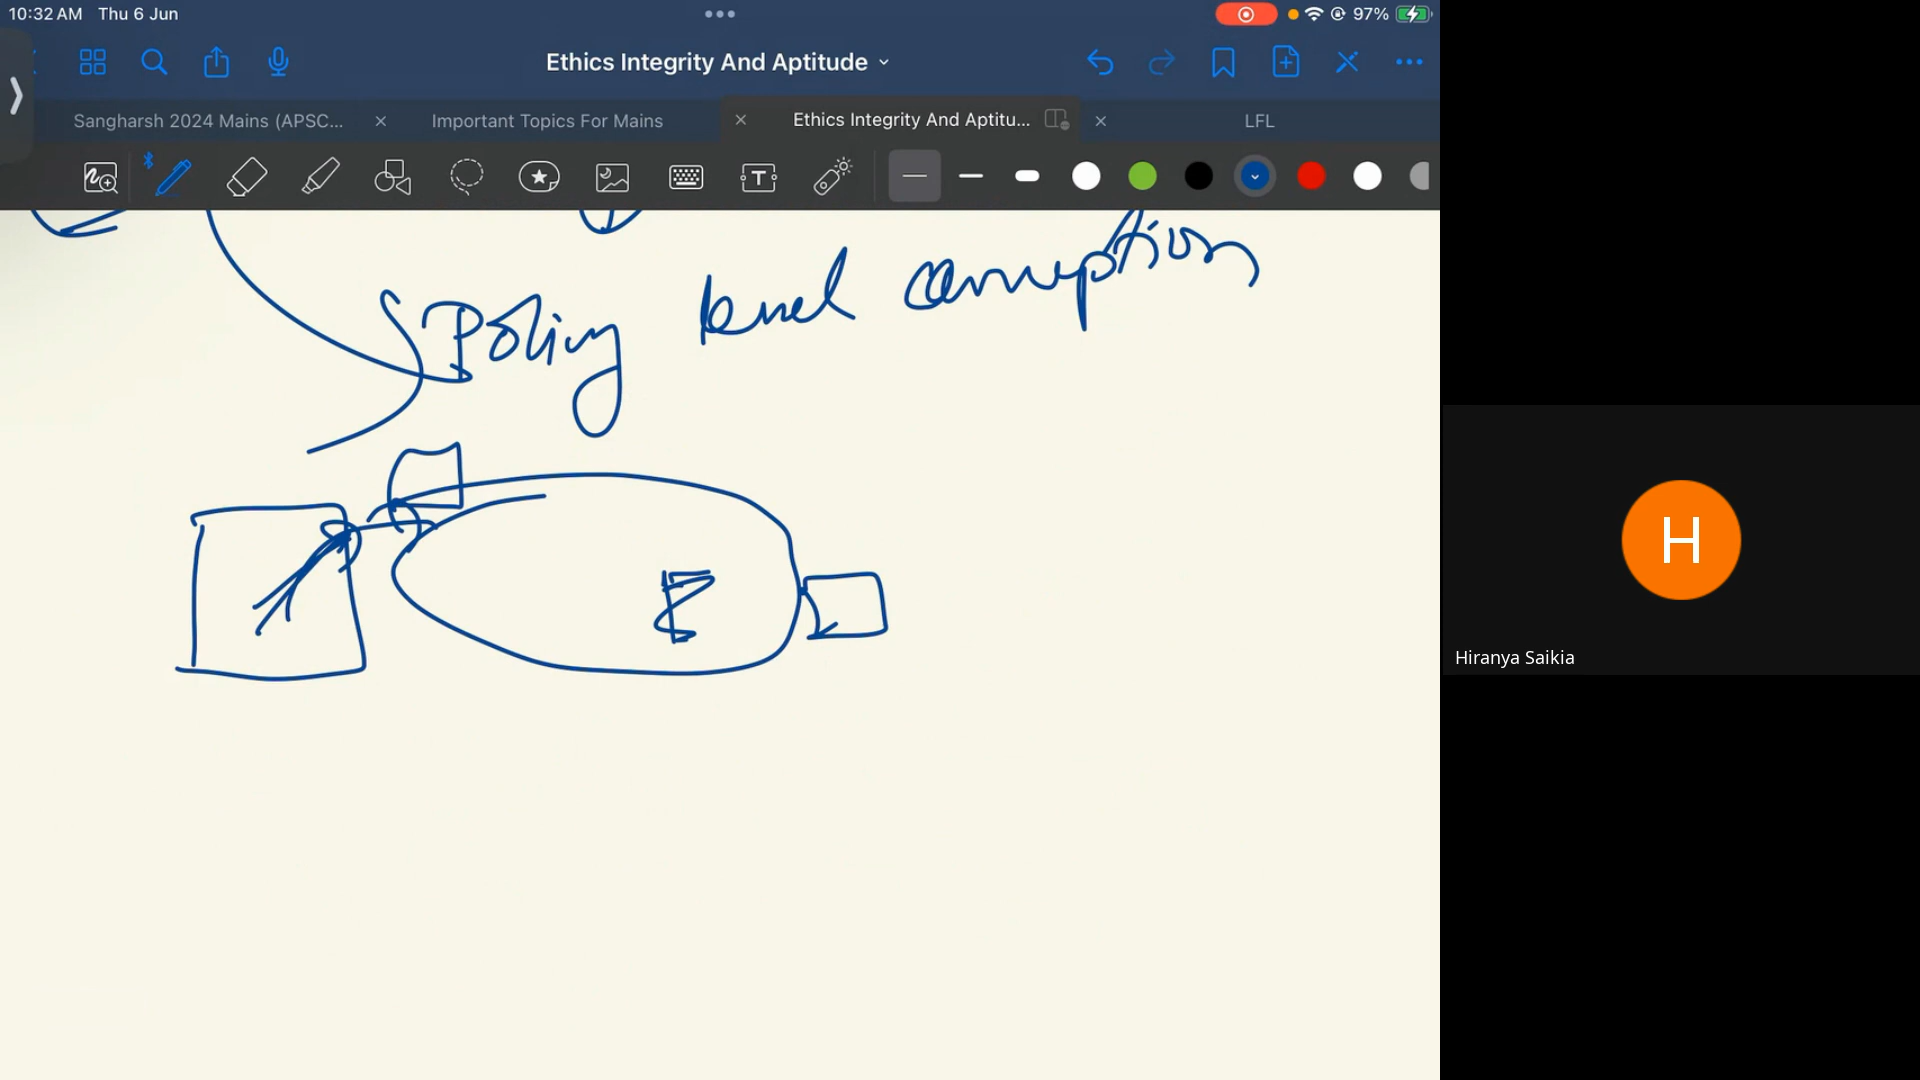 10:32 AM Thu 6 Jun
97%
Ethics Integrity And Aptitude
Sangharsh 2024 Mains (APSC...
Important Topics For Mains
Ethics Integrity And Aptitu...
LFL
T
Policy level corruption
H
Hiranya Saikia